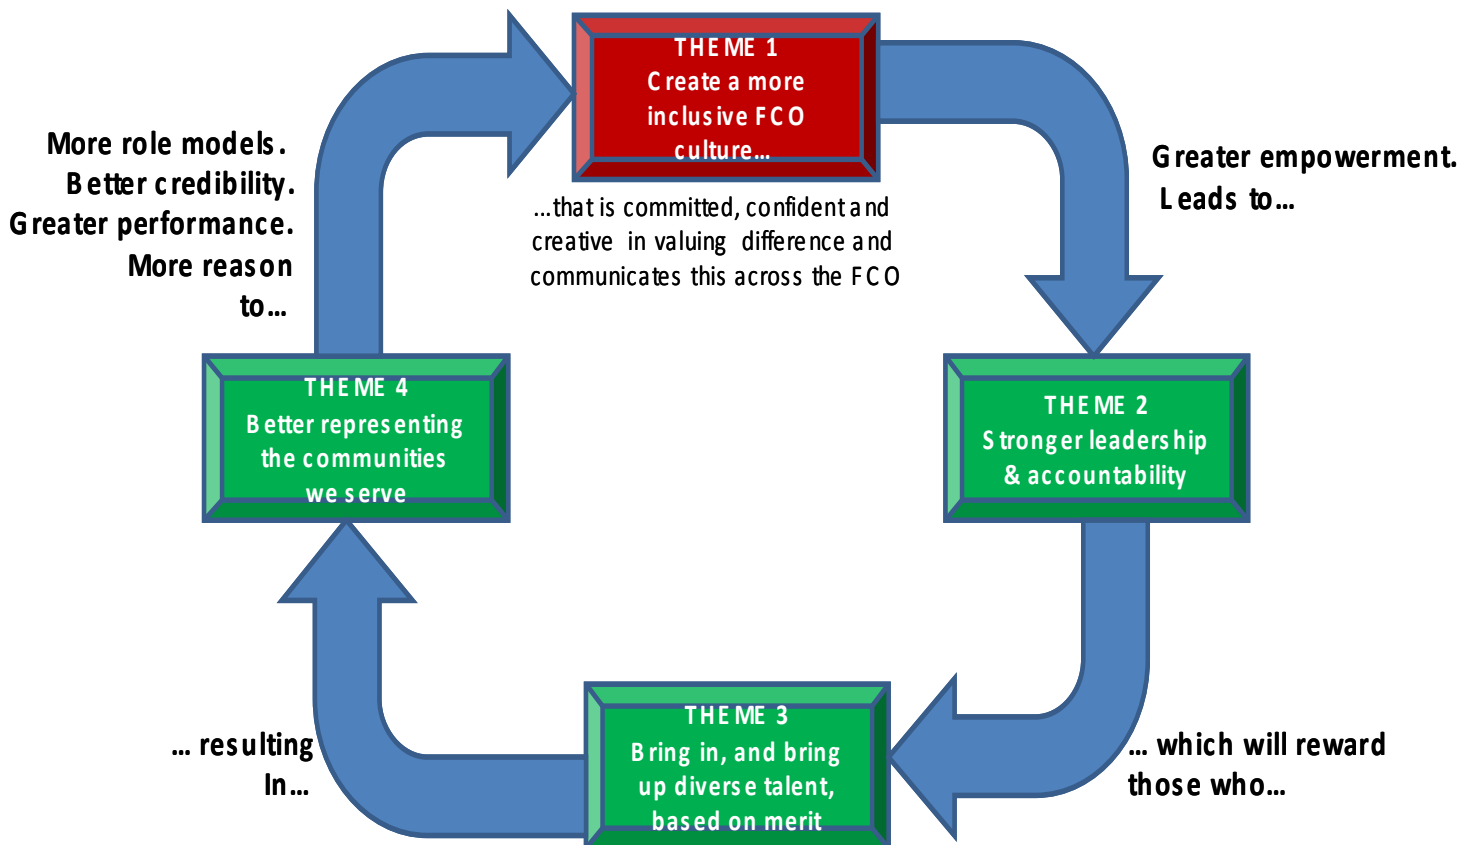 THEME 1
Create a more
inclusive FCO
culture...
...that is committed, confident and
creative in valuing difference and
communicates this across the FCO
Greater empowerment.
Leads to...
THEME 2
Stronger leadership
& accountability
... which will reward
those who...
THEME 3
Bring in, and bring
up diverse talent,
based on merit
... resulting
In...
THEME 4
Better representing
the communities
we serve
More role models.
Better credibility.
Greater performance.
More reason
to...